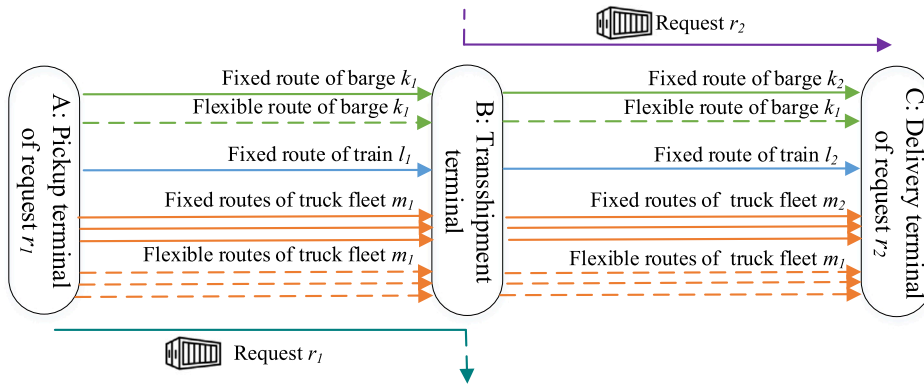 Request r2
A: Pickup terminal
of request r1
Fixed route of barge k1
Flexible route of barge k1
Fixed route of train l1
Fixed routes of truck fleet m1
Flexible routes of truck fleet m1
B: Transshipment
terminal
Fixed route of barge k2
Flexible route of barge k1
Fixed route of train l2
Fixed routes of truck fleet m2
Flexible routes of truck fleet m1
C: Delivery terminal
of request r2
Request r1